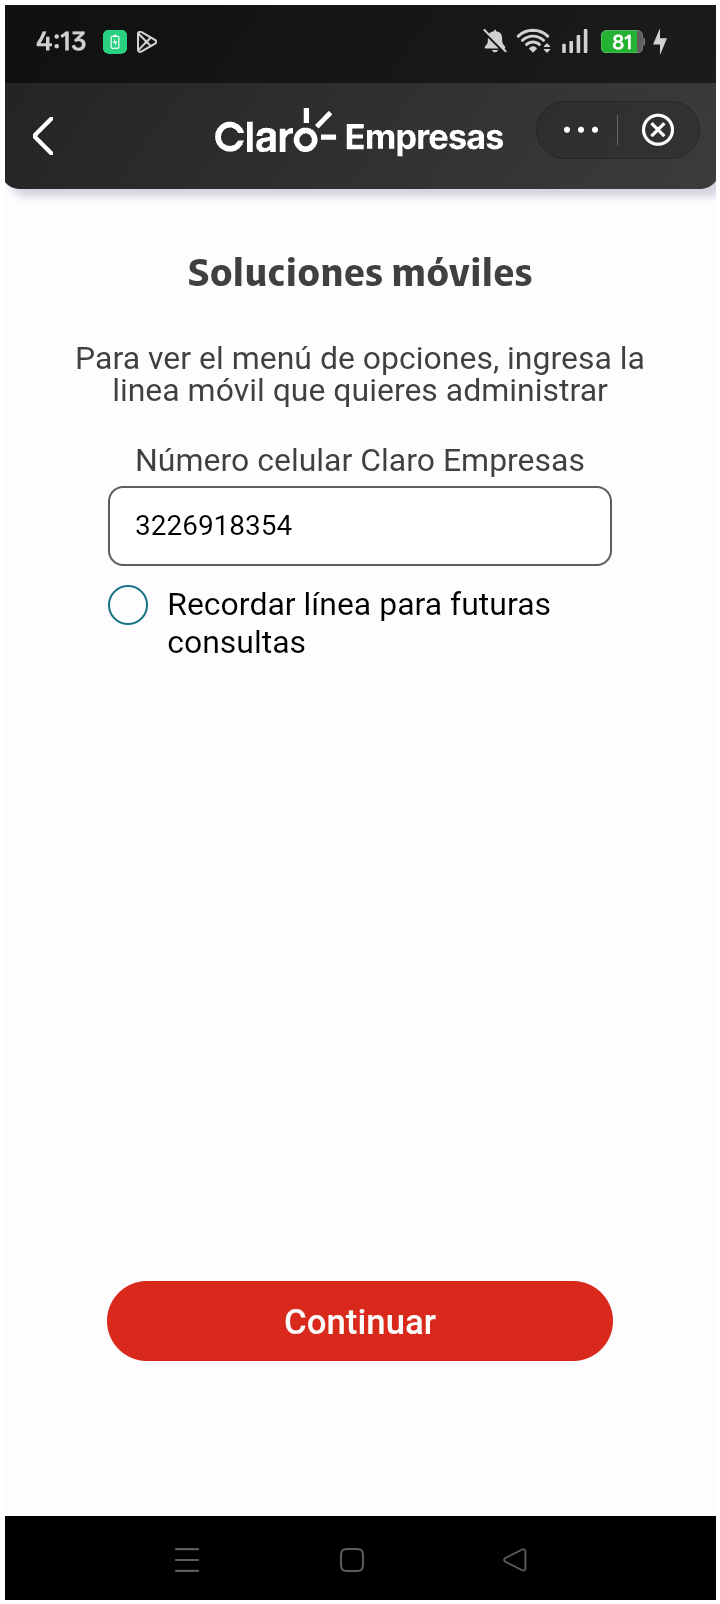 4:13
81
Claro Empresas
Soluciones móviles
Para ver el menú de opciones, ingresa la
linea móvil que quieres administrar
Número celular Claro Empresas
3226918354
Recordar línea para futuras
consultas
Continuar